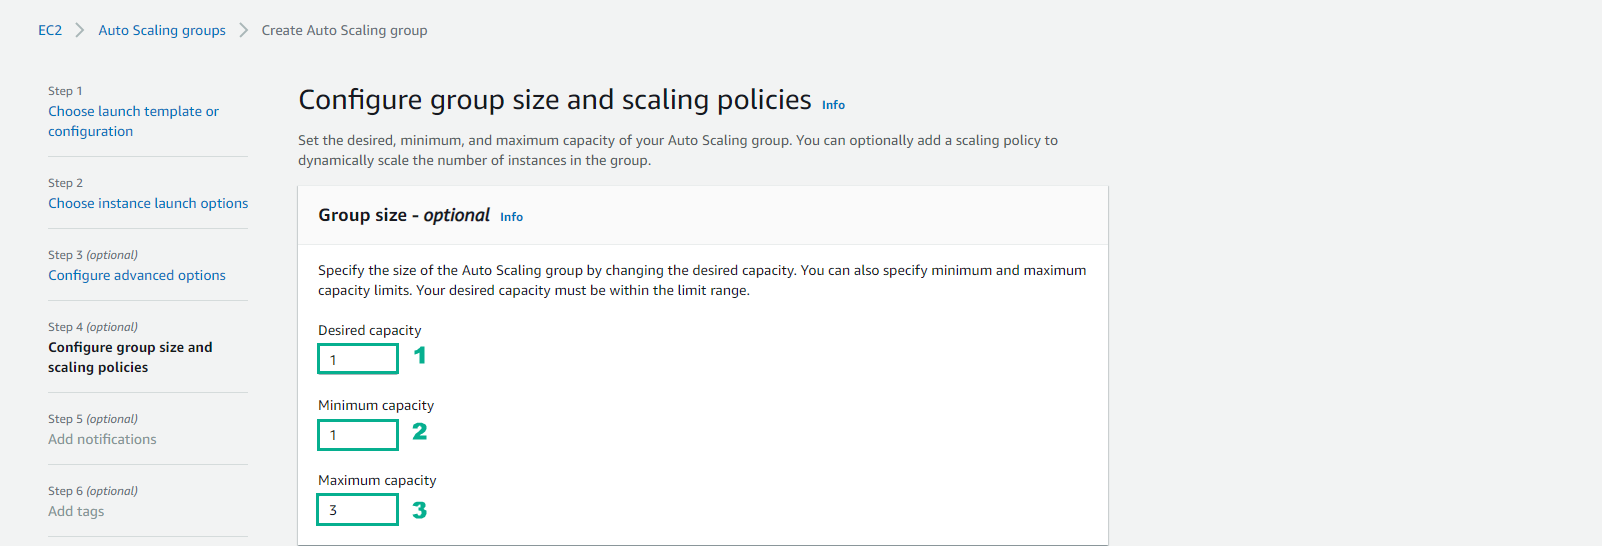 EC2 > Auto Scaling groups > Create Auto Scaling group
Step 1
Choose launch template or
configuration
Step 2
Choose instance launch options
Step 3 (optional)
Configure advanced options
Step 4 (optional)
Configure group size and
scaling policies
Step 5 (optional)
Add notifications
Step 6 (optional)
Add tags
Configure group size and scaling policies Info
Set the desired, minimum, and maximum capacity of your Auto Scaling group. You can optionally add a scaling policy to
dynamically scale the number of instances in the group.
Group size - optional Info
Specify the size of the Auto Scaling group by changing the desired capacity. You can also specify minimum and maximum
capacity limits. Your desired capacity must be within the limit range.
Desired capacity
1 1
Minimum capacity
1 2
Maximum capacity
3 3